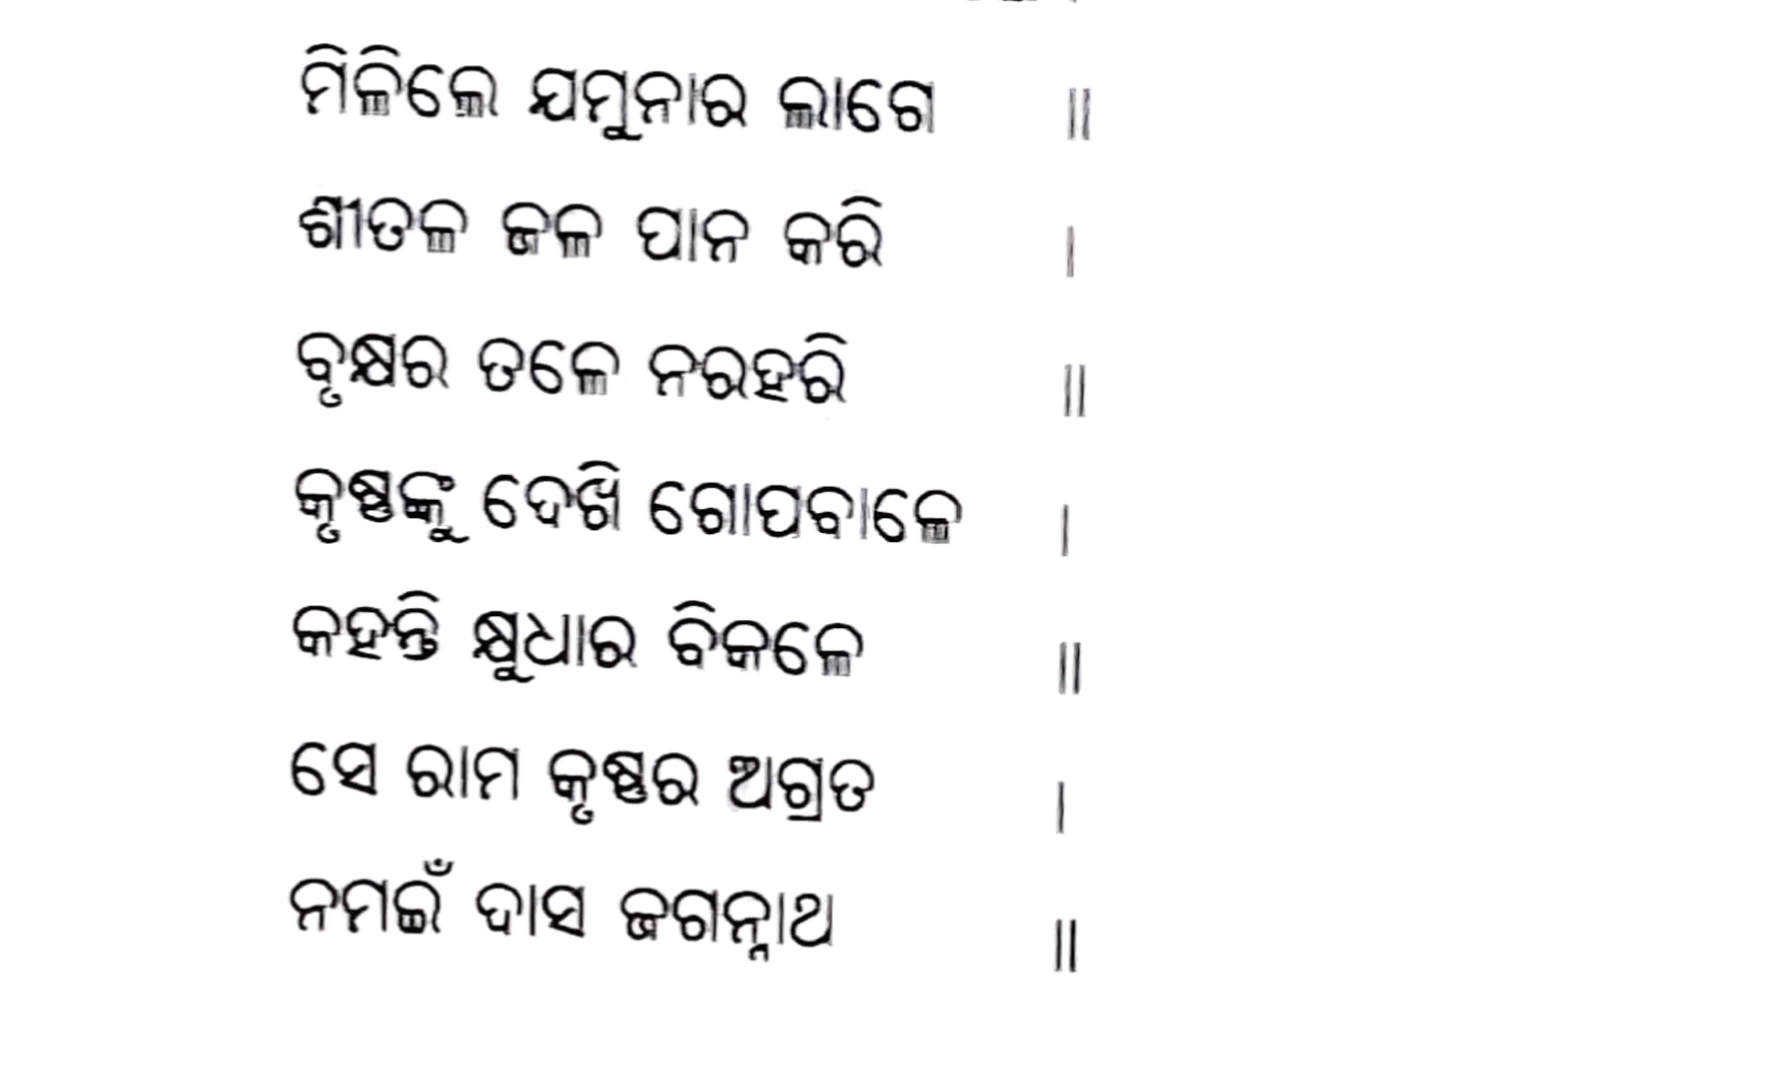 ମିଳିଲେ ଯମୁନାର ଲାଗେ ॥
ଶୀତଳ ଜଳ ପାନ କରି ।
ବୃକ୍ଷର ତଳେ ନରହରି ॥
କୃଷ୍ଣଙ୍କୁ ଦେଖି ଗୋପବାଳେ ।
କହନ୍ତି କ୍ଷୁଧାର ବିକଳେ ॥
ସେ ରାମ କୃଷ୍ଣର ଅଗ୍ରତ ।
ନମଇଁ ଦାସ ଜଗନ୍ନାଥ ॥